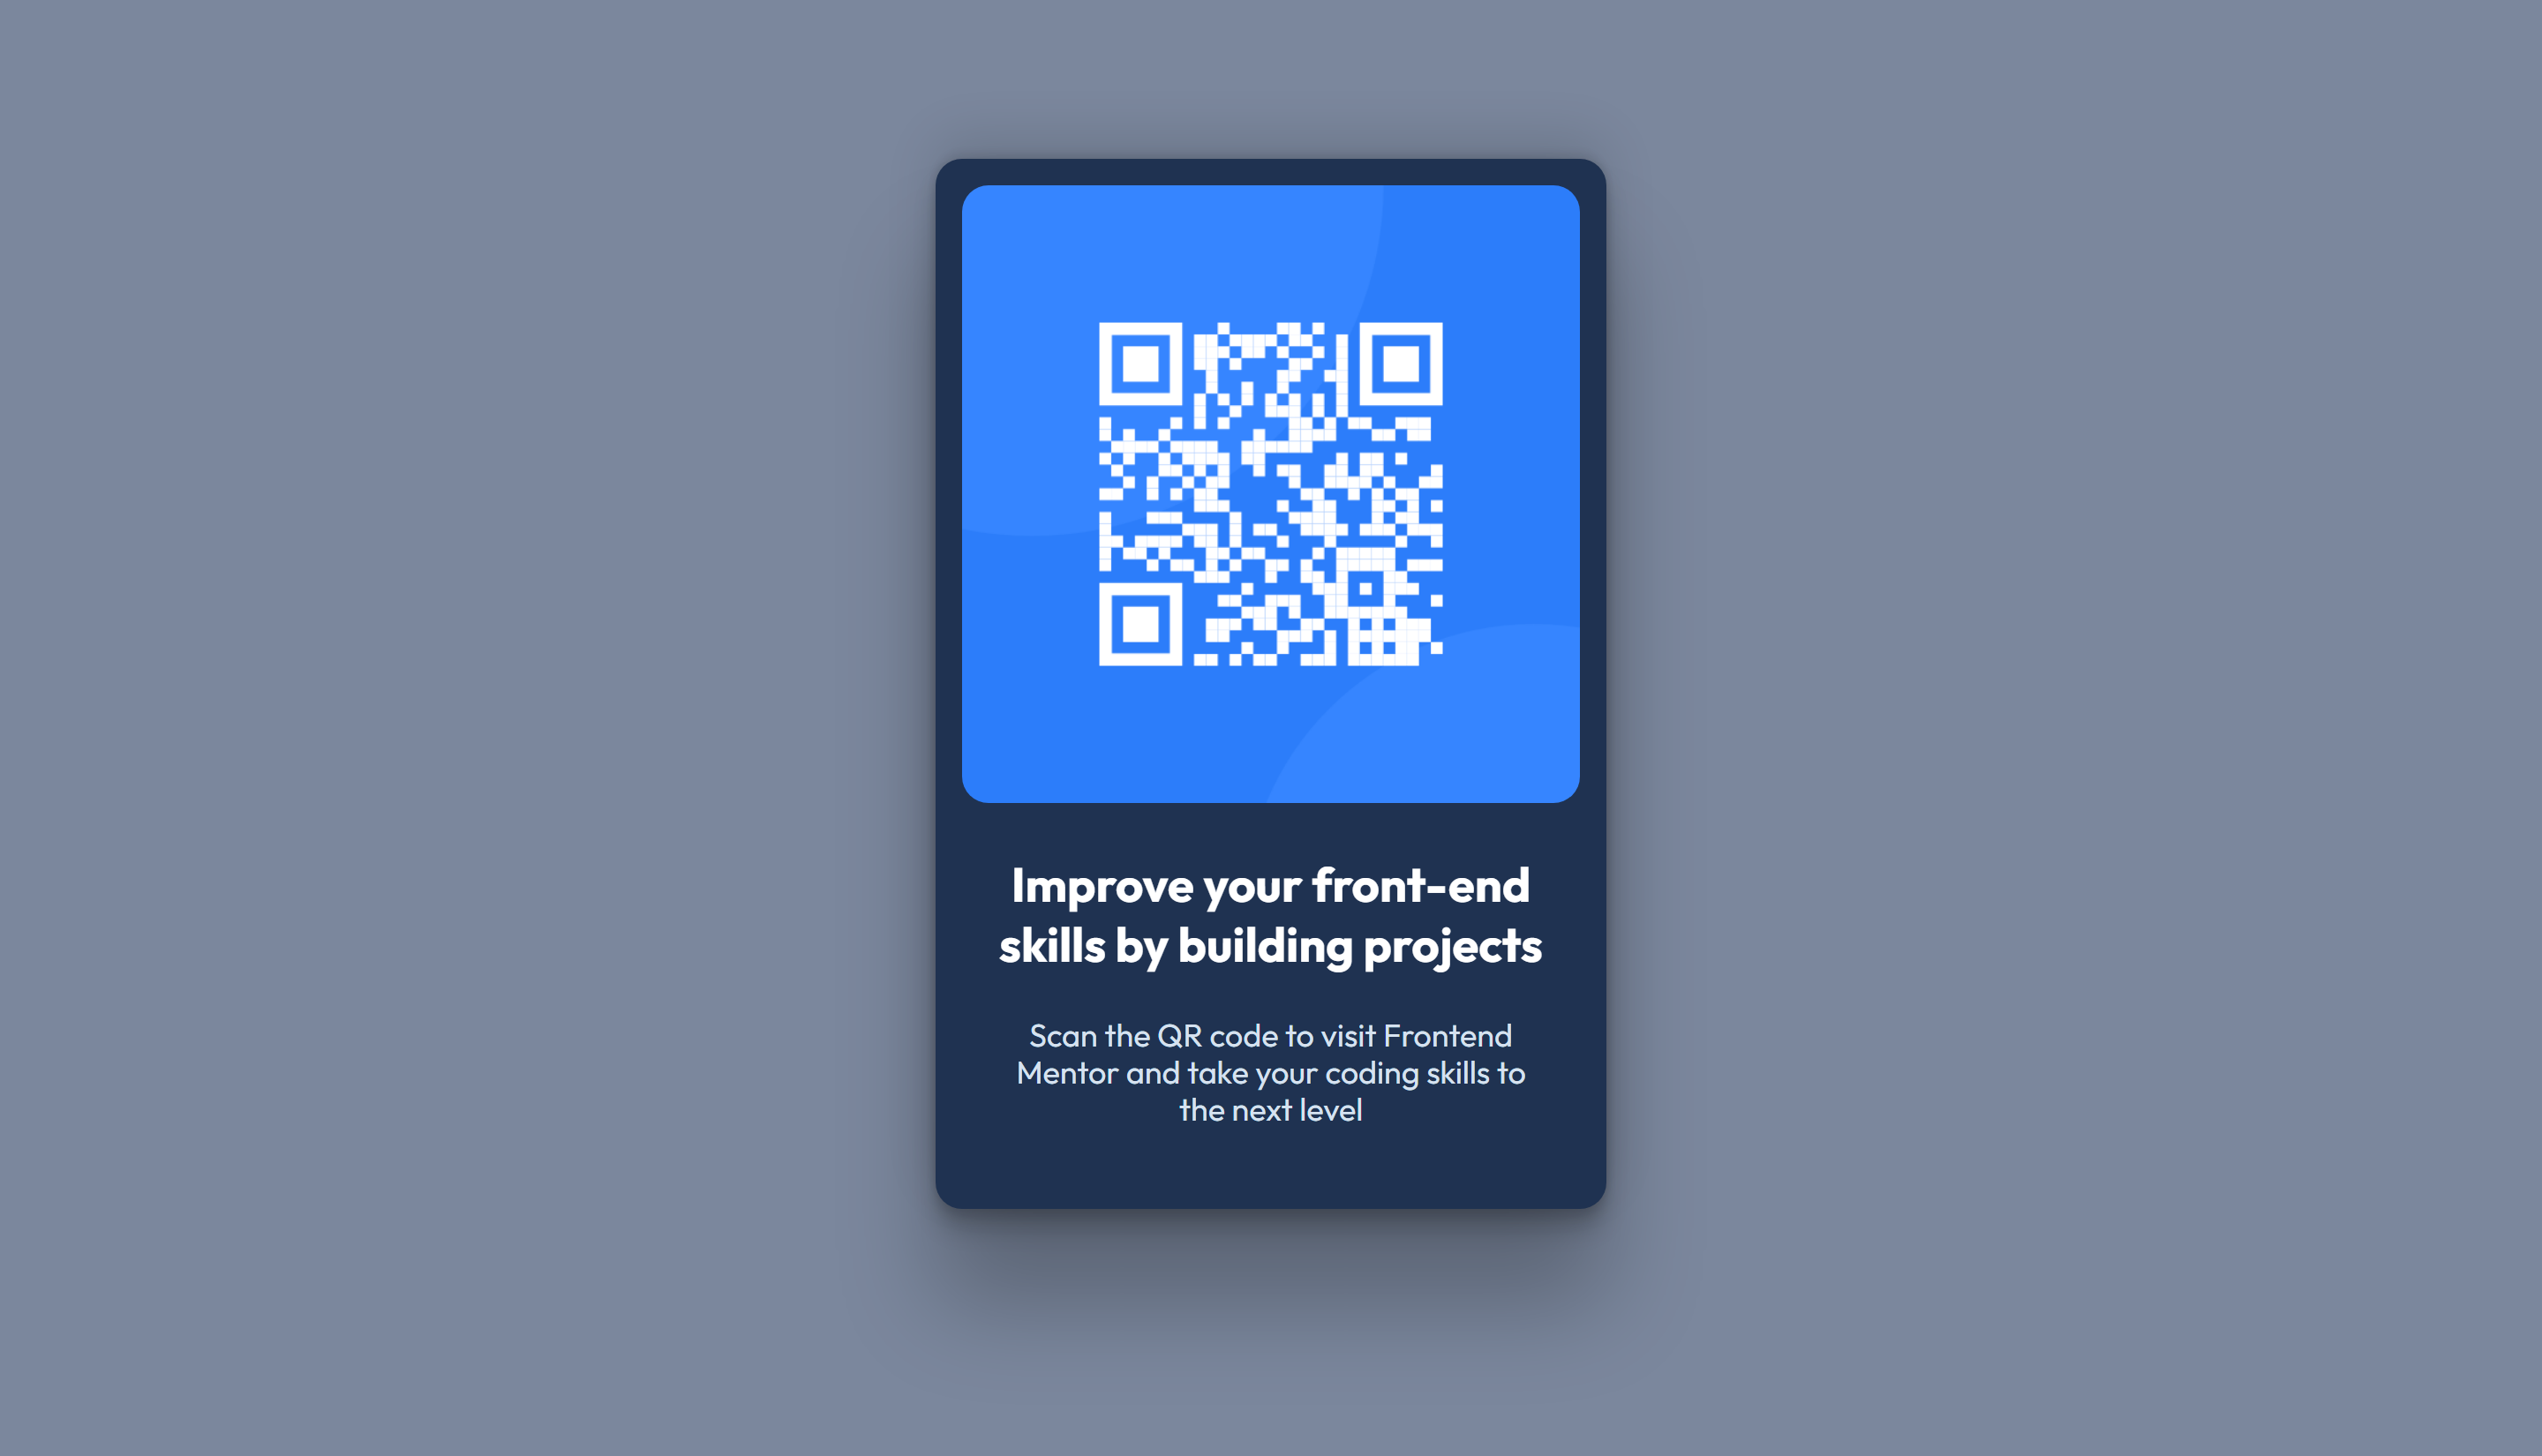 Improve your front-end
skills by building projects
Scan the QR code to visit Frontend
Mentor and take your coding skills to
the next level